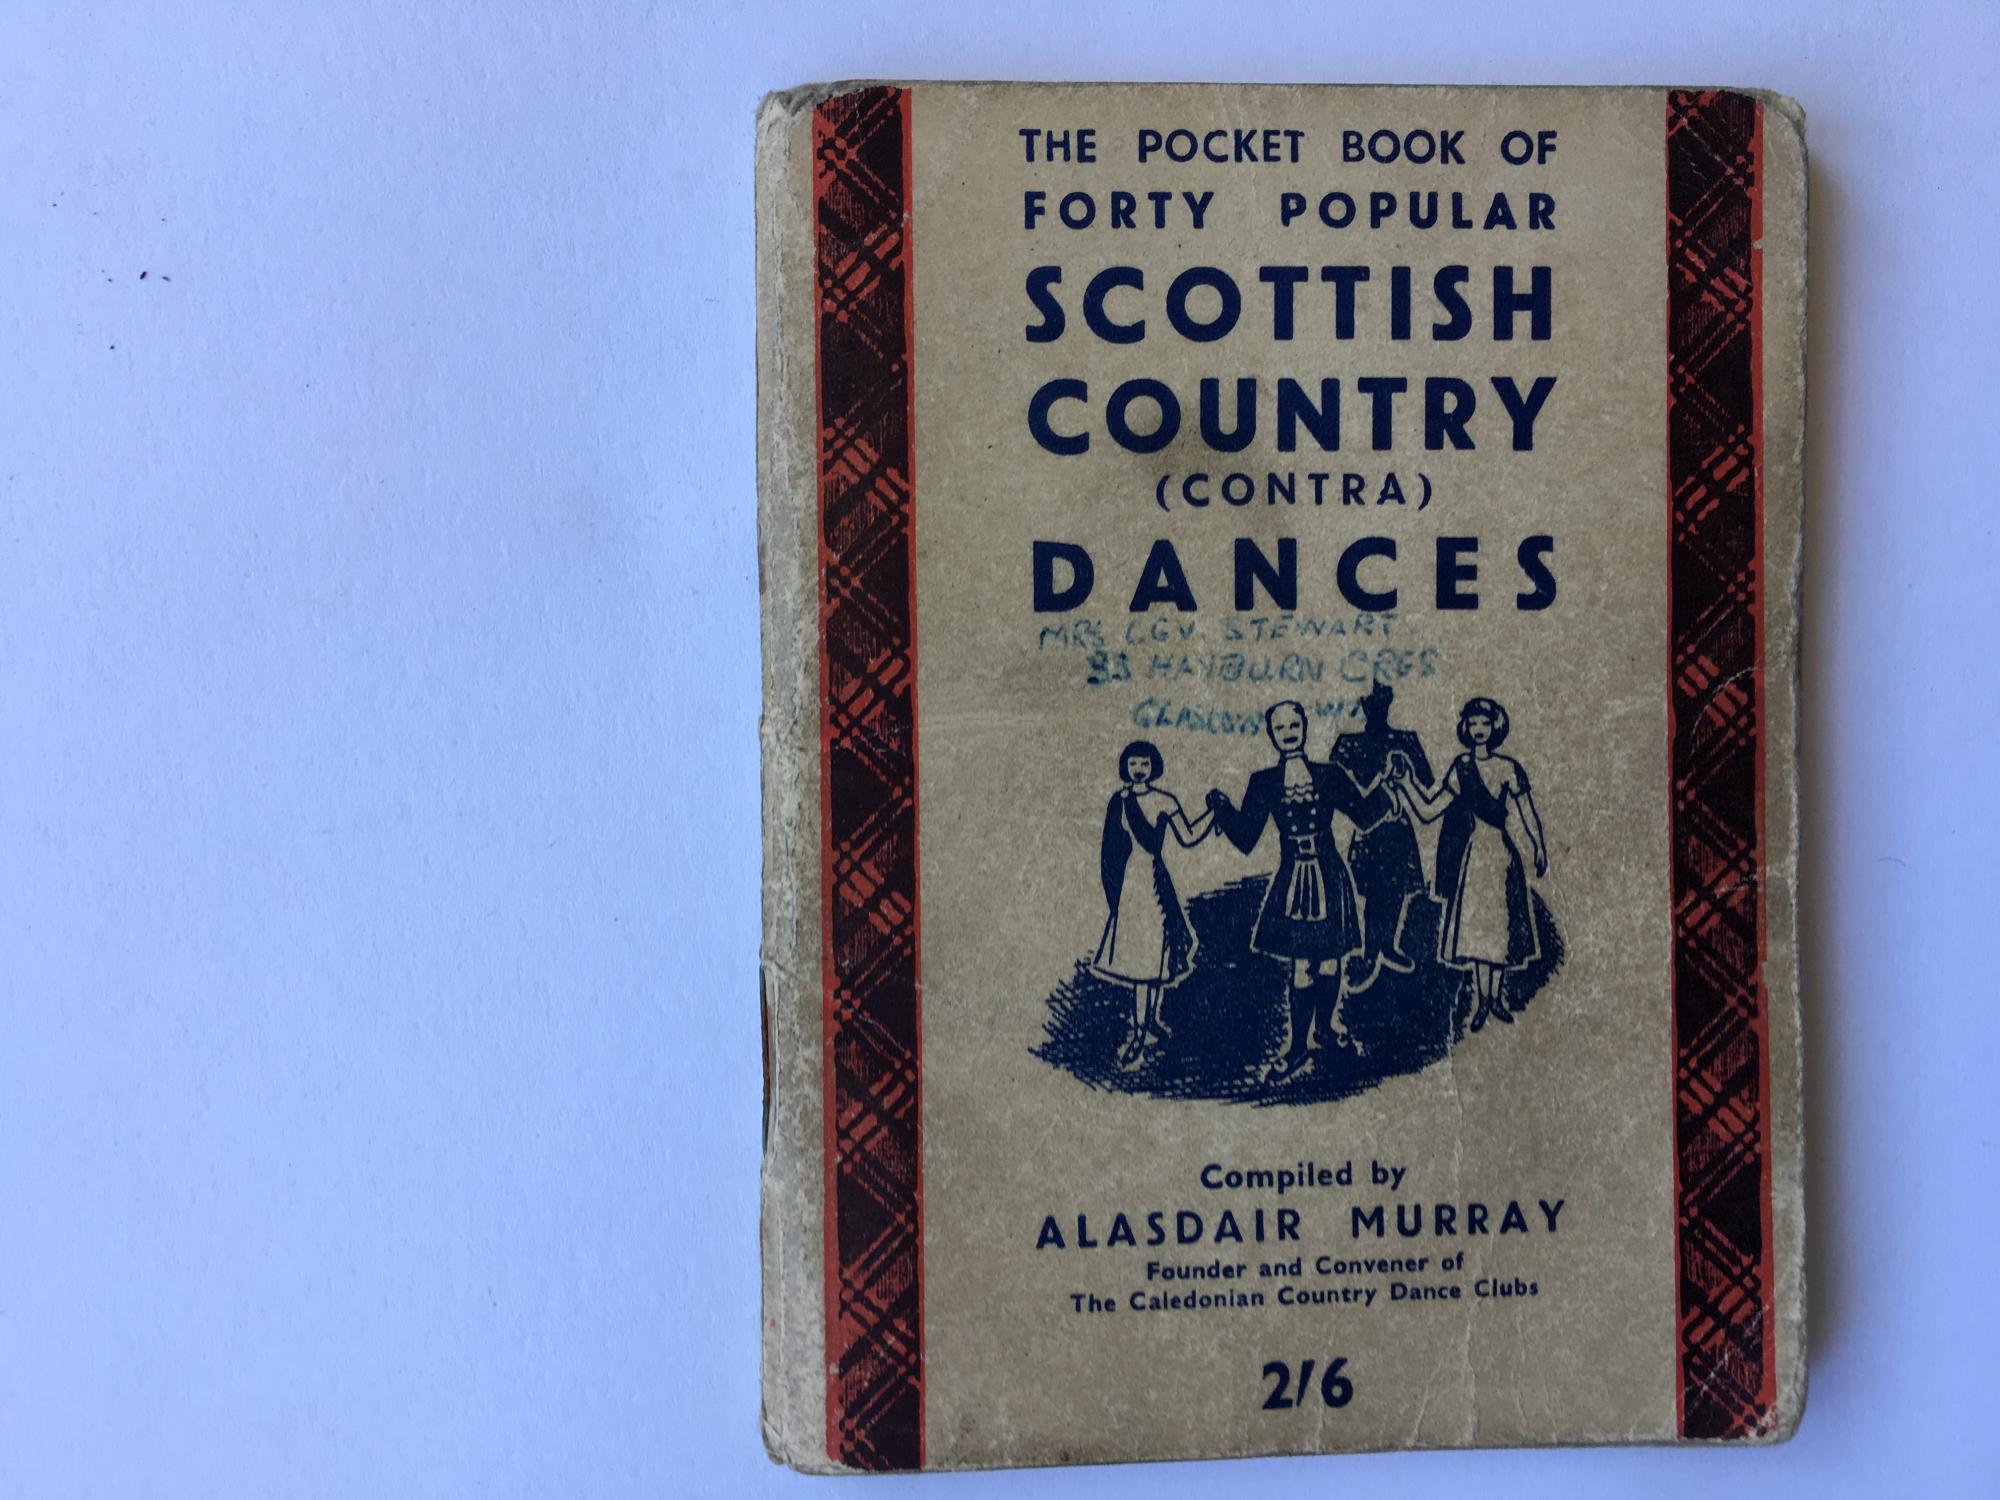 THE POCKET BOOK OF
FORTY POPULAR
SCOTTISH
COUNTRY
(CONTRA)
DANCES
MRS STEWART
HAYBURN CRES
GLASGOW
Compiled by
ALASDAIR MURRAY
Founder and Convener of
The Caledonian Country Dance Clubs
2/6